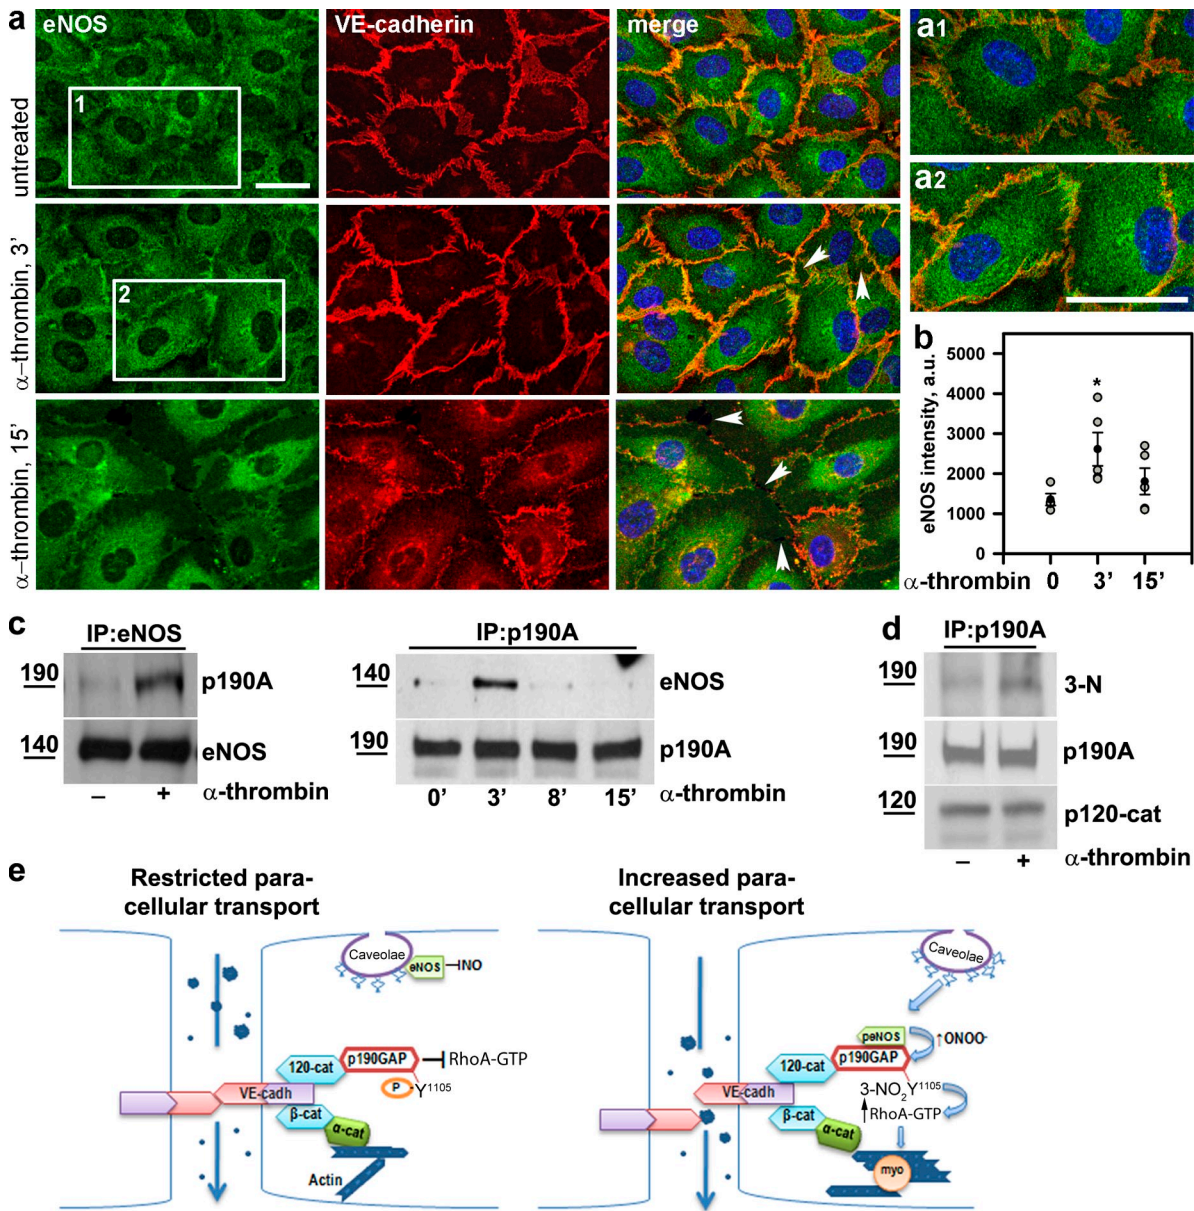 a
eNOS
VE-cadherin
merge
a1
untreated
1
α-thrombin, 3’
2
a2
α-thrombin, 15’
b
eNOS intensity, a.u.
5000
4000
3000
2000
1000
0
*
α-thrombin 0 3’ 15’
c
IP:eNOS
190
p190A
140
eNOS
– + α-thrombin
IP:p190A
140
eNOS
190
p190A
0’ 3’ 8’ 15’ α-thrombin
d
IP:p190A
190
3-N
190
p190A
120
p120-cat
– + α-thrombin
e
Restricted para-
cellular transport
Caveolae
eNOS
NO
120-cat
p190GAP
RhoA-GTP
P
Y1105
VE-cadh
β-cat
α-cat
Actin
Increased para-
cellular transport
Caveolae
peNOS
↑ONOO-
120-cat
p190GAP
VE-cadh
3-NO2Y1105
↑RhoA-GTP
β-cat
α-cat
myo